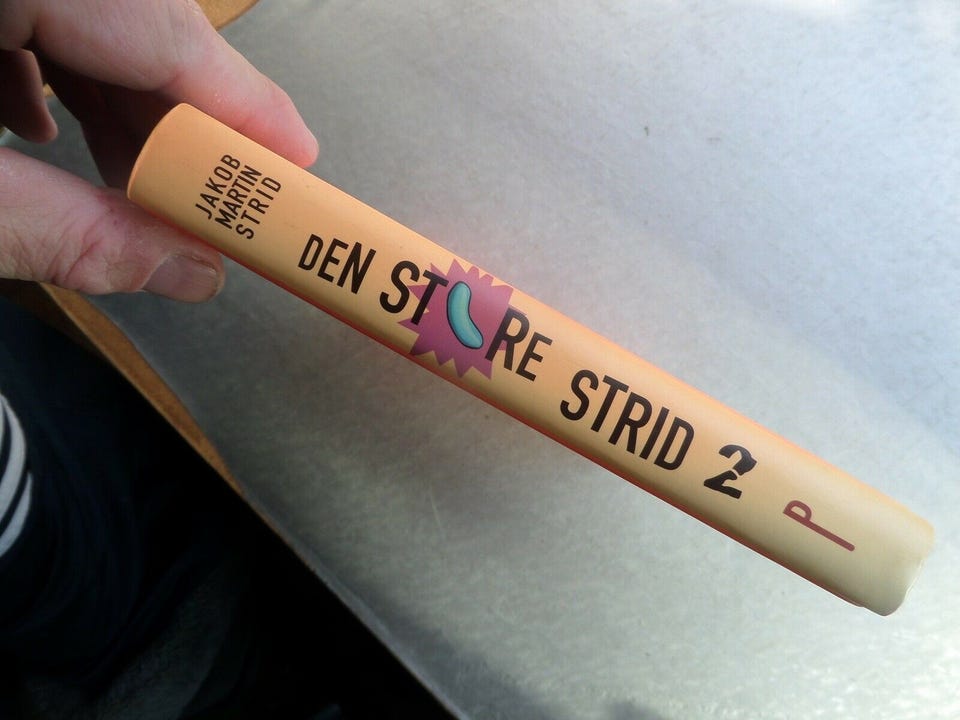 JAKOB
MARTIN
STRID
DEN STORE STRID 2
P